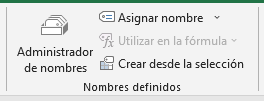 Administrador
de nombres
Asignar nombre
Utilizar en la fórmula
Crear desde la selección
Nombres definidos